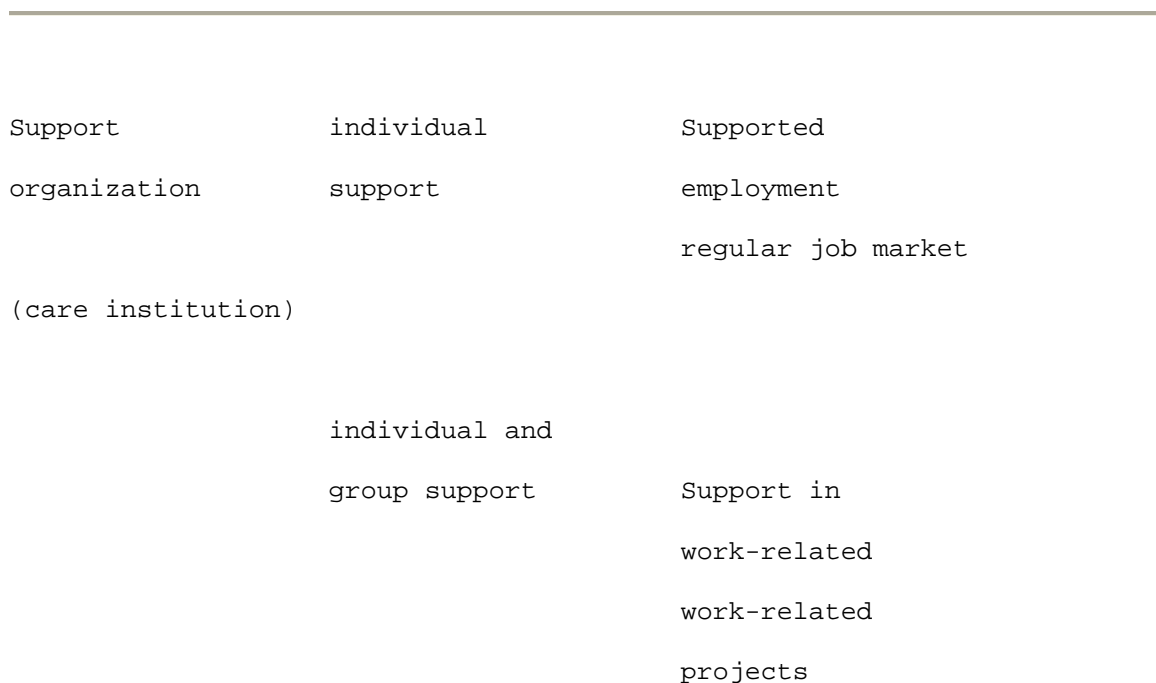 Support individual Supported
organization support employment
regular job market
(care institution)
individual and
group support Support in
work-related
work-related
projects